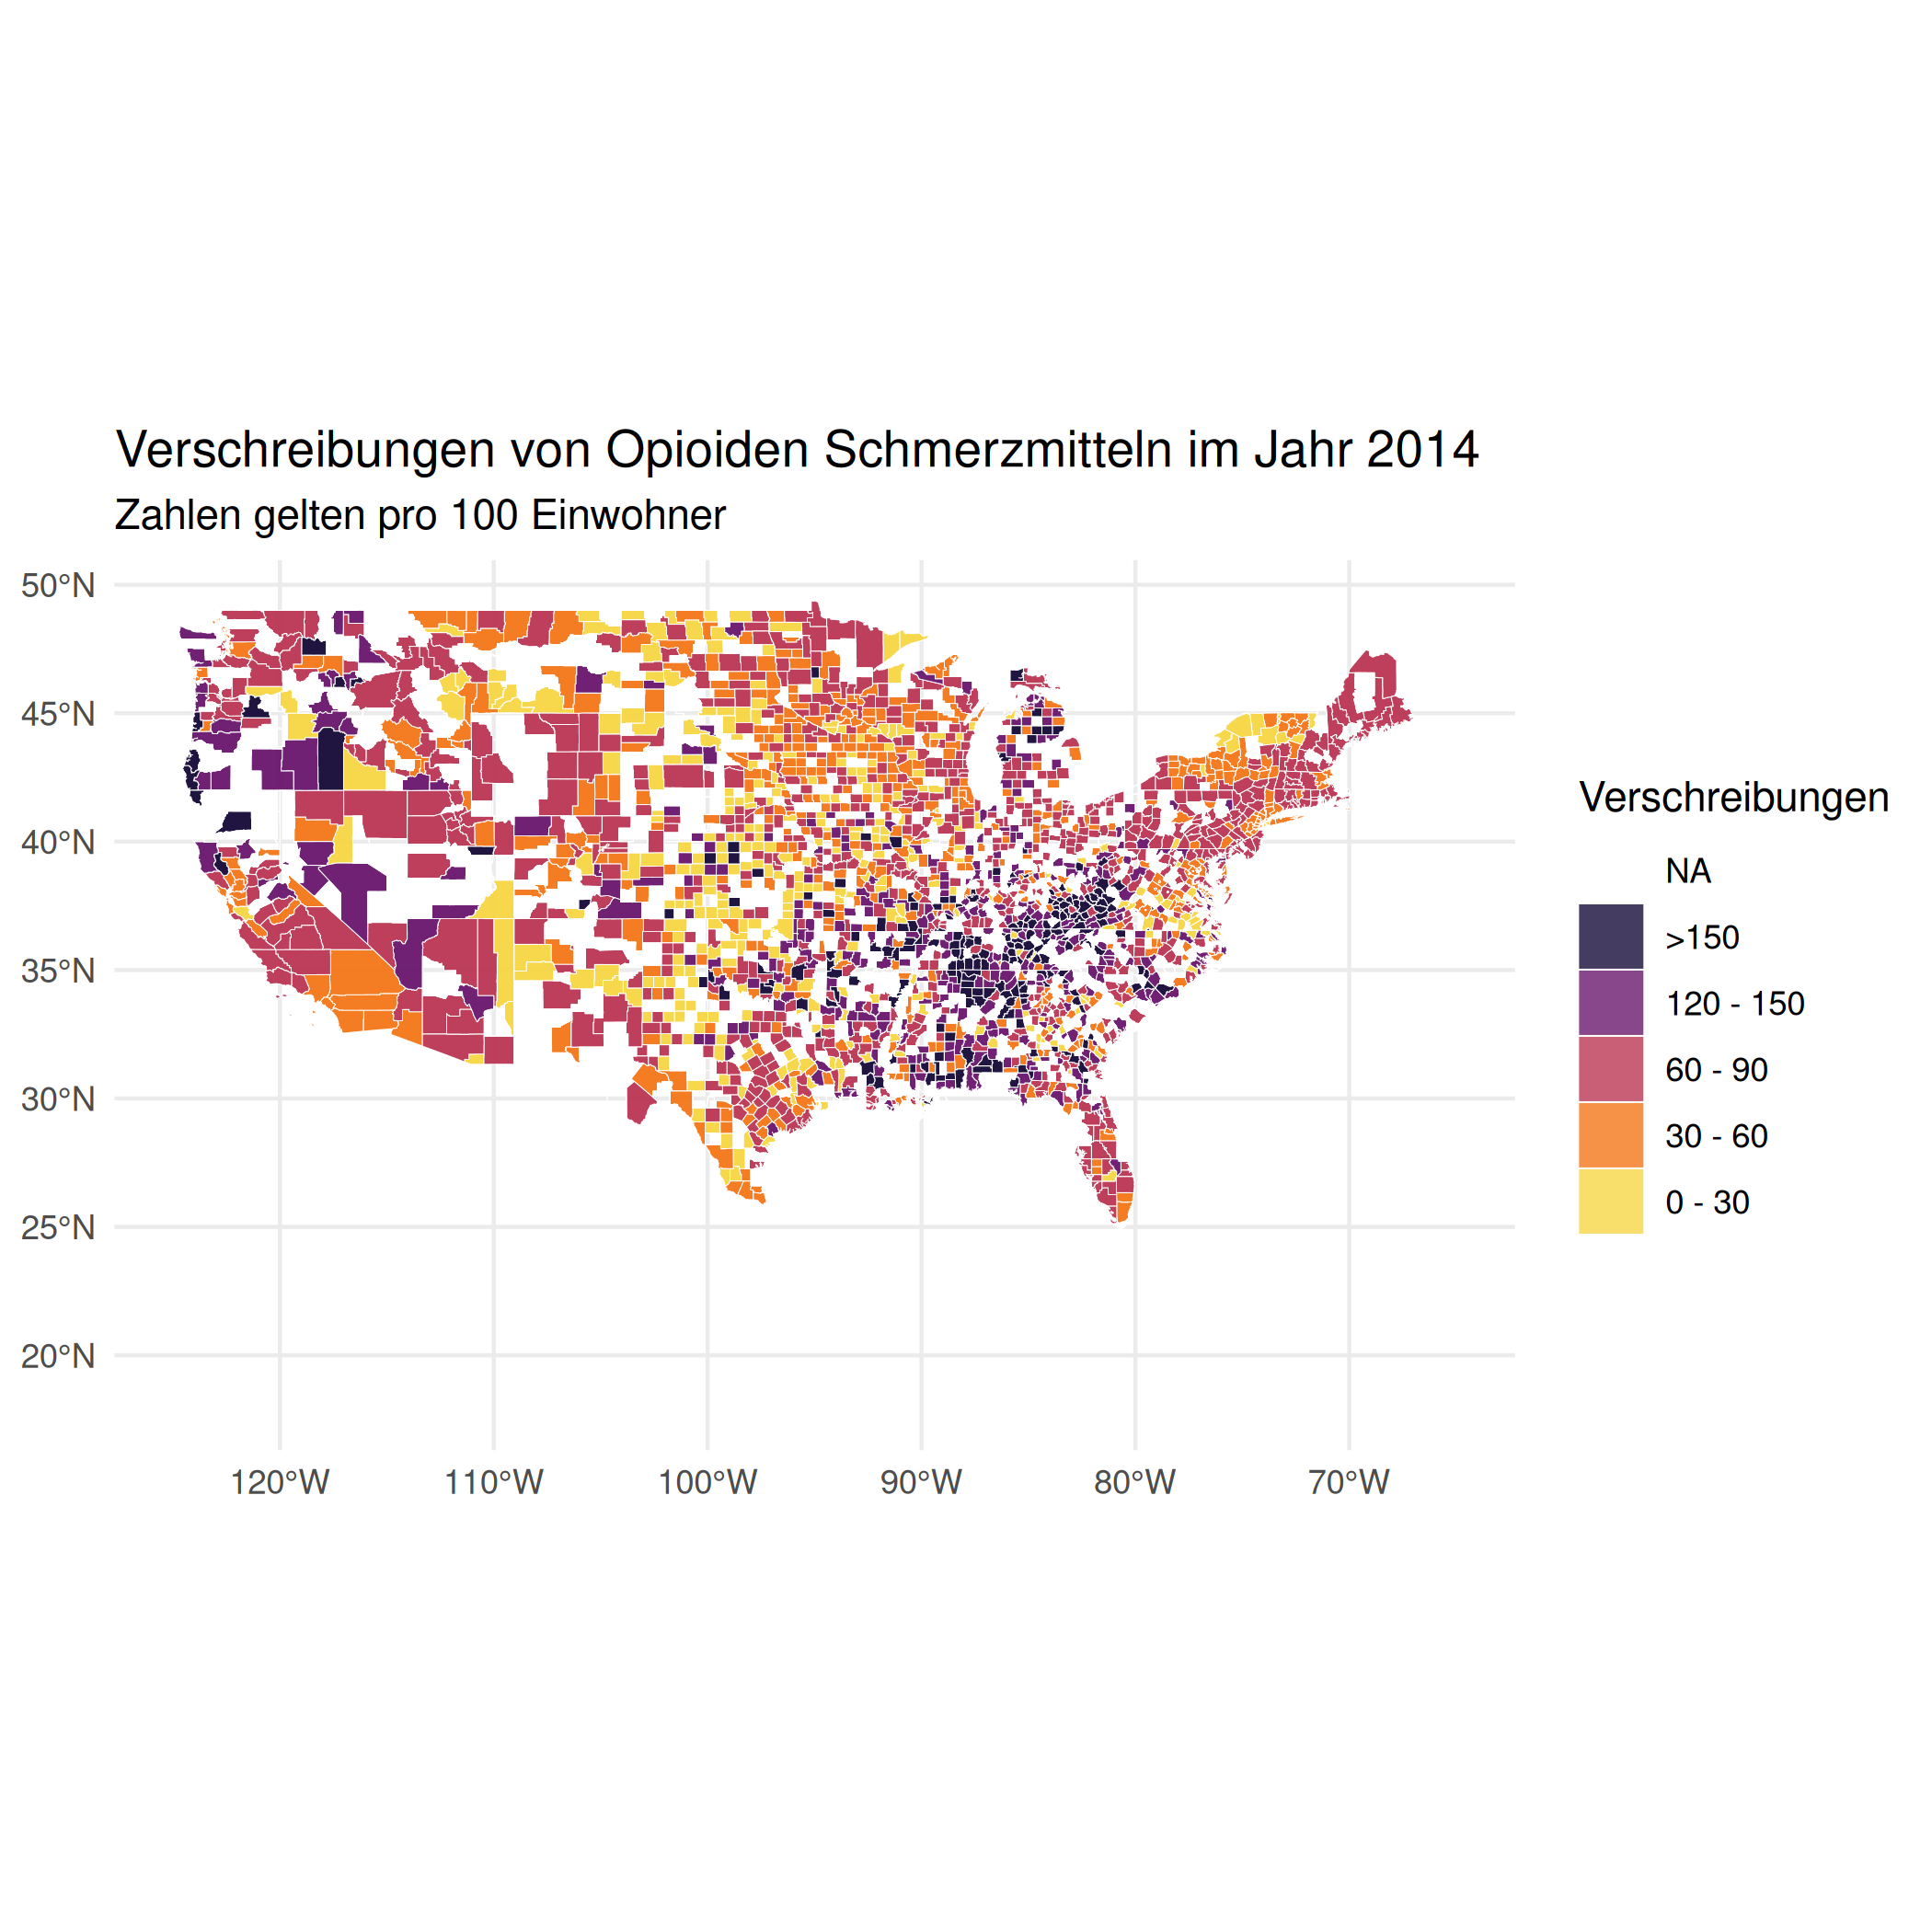 Verschreibungen von Opioiden Schmerzmitteln im Jahr 2014
Zahlen gelten pro 100 Einwohner
50°N
45°N
40°N
35°N
30°N
25°N
20°N
120°W
110°W
100°W
90°W
80°W
70°W
Verschreibungen
NA
>150
120 - 150
60 - 90
30 - 60
0 - 30